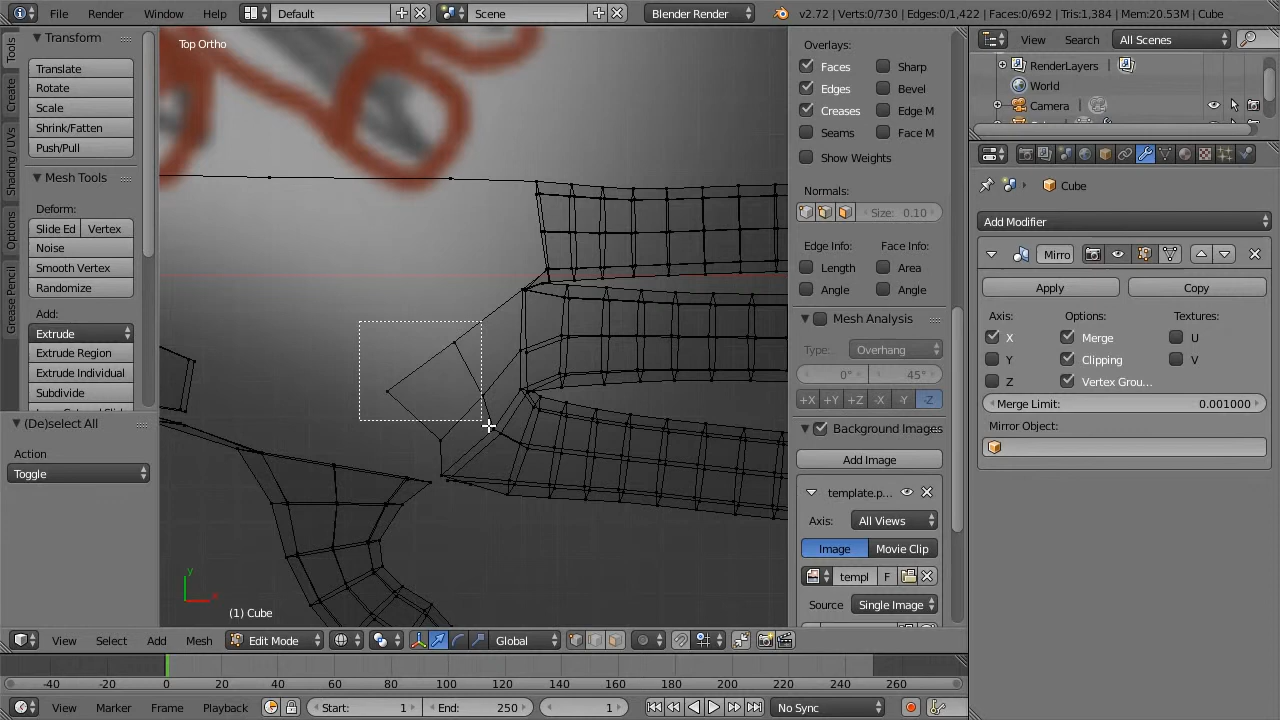 File Render Window Help Default Scene Blender Render v2.72 | Verts:0/730 | Edges:0/1,422 | Faces:0/692 | Tris:1,384 | Mem:20.53M | Cube
Tools
Create
Shading / UVs
Options
Grease Pencil
Transform
Translate
Rotate
Scale
Shrink/Fatten
Push/Pull
Mesh Tools
Deform:
Slide Ed Vertex
Noise
Smooth Vertex
Randomize
Add:
Extrude
Extrude Region
Extrude Individual
Subdivide
(De)select All
Action
Toggle
Top Ortho
y
(1) Cube
Overlays:
Faces Sharp
Edges Bevel
Creases Edge M
Seams Face M
Show Weights
Normals:
Size: 0.10
Edge Info: Face Info:
Length Area
Angle Angle
Mesh Analysis
Type: Overhang
0° 45°
+X +Y +Z -X -Y -Z
Background Images
Add Image
template.p...
Axis: All Views
Image Movie Clip
templ F
Source Single Image
View Search All Scenes
RenderLayers
World
Camera
Cube
Add Modifier
Mirro
Apply Copy
Axis: Options: Textures:
X Merge U
Y Clipping V
Z Vertex Grou...
Merge Limit: 0.001000
Mirror Object:
View Select Add Mesh Edit Mode Global
-40 -20 0 20 40 60 80 100 120 140 160 180 200 220 240 260
View Marker Frame Playback Start: 1 End: 250 1 No Sync